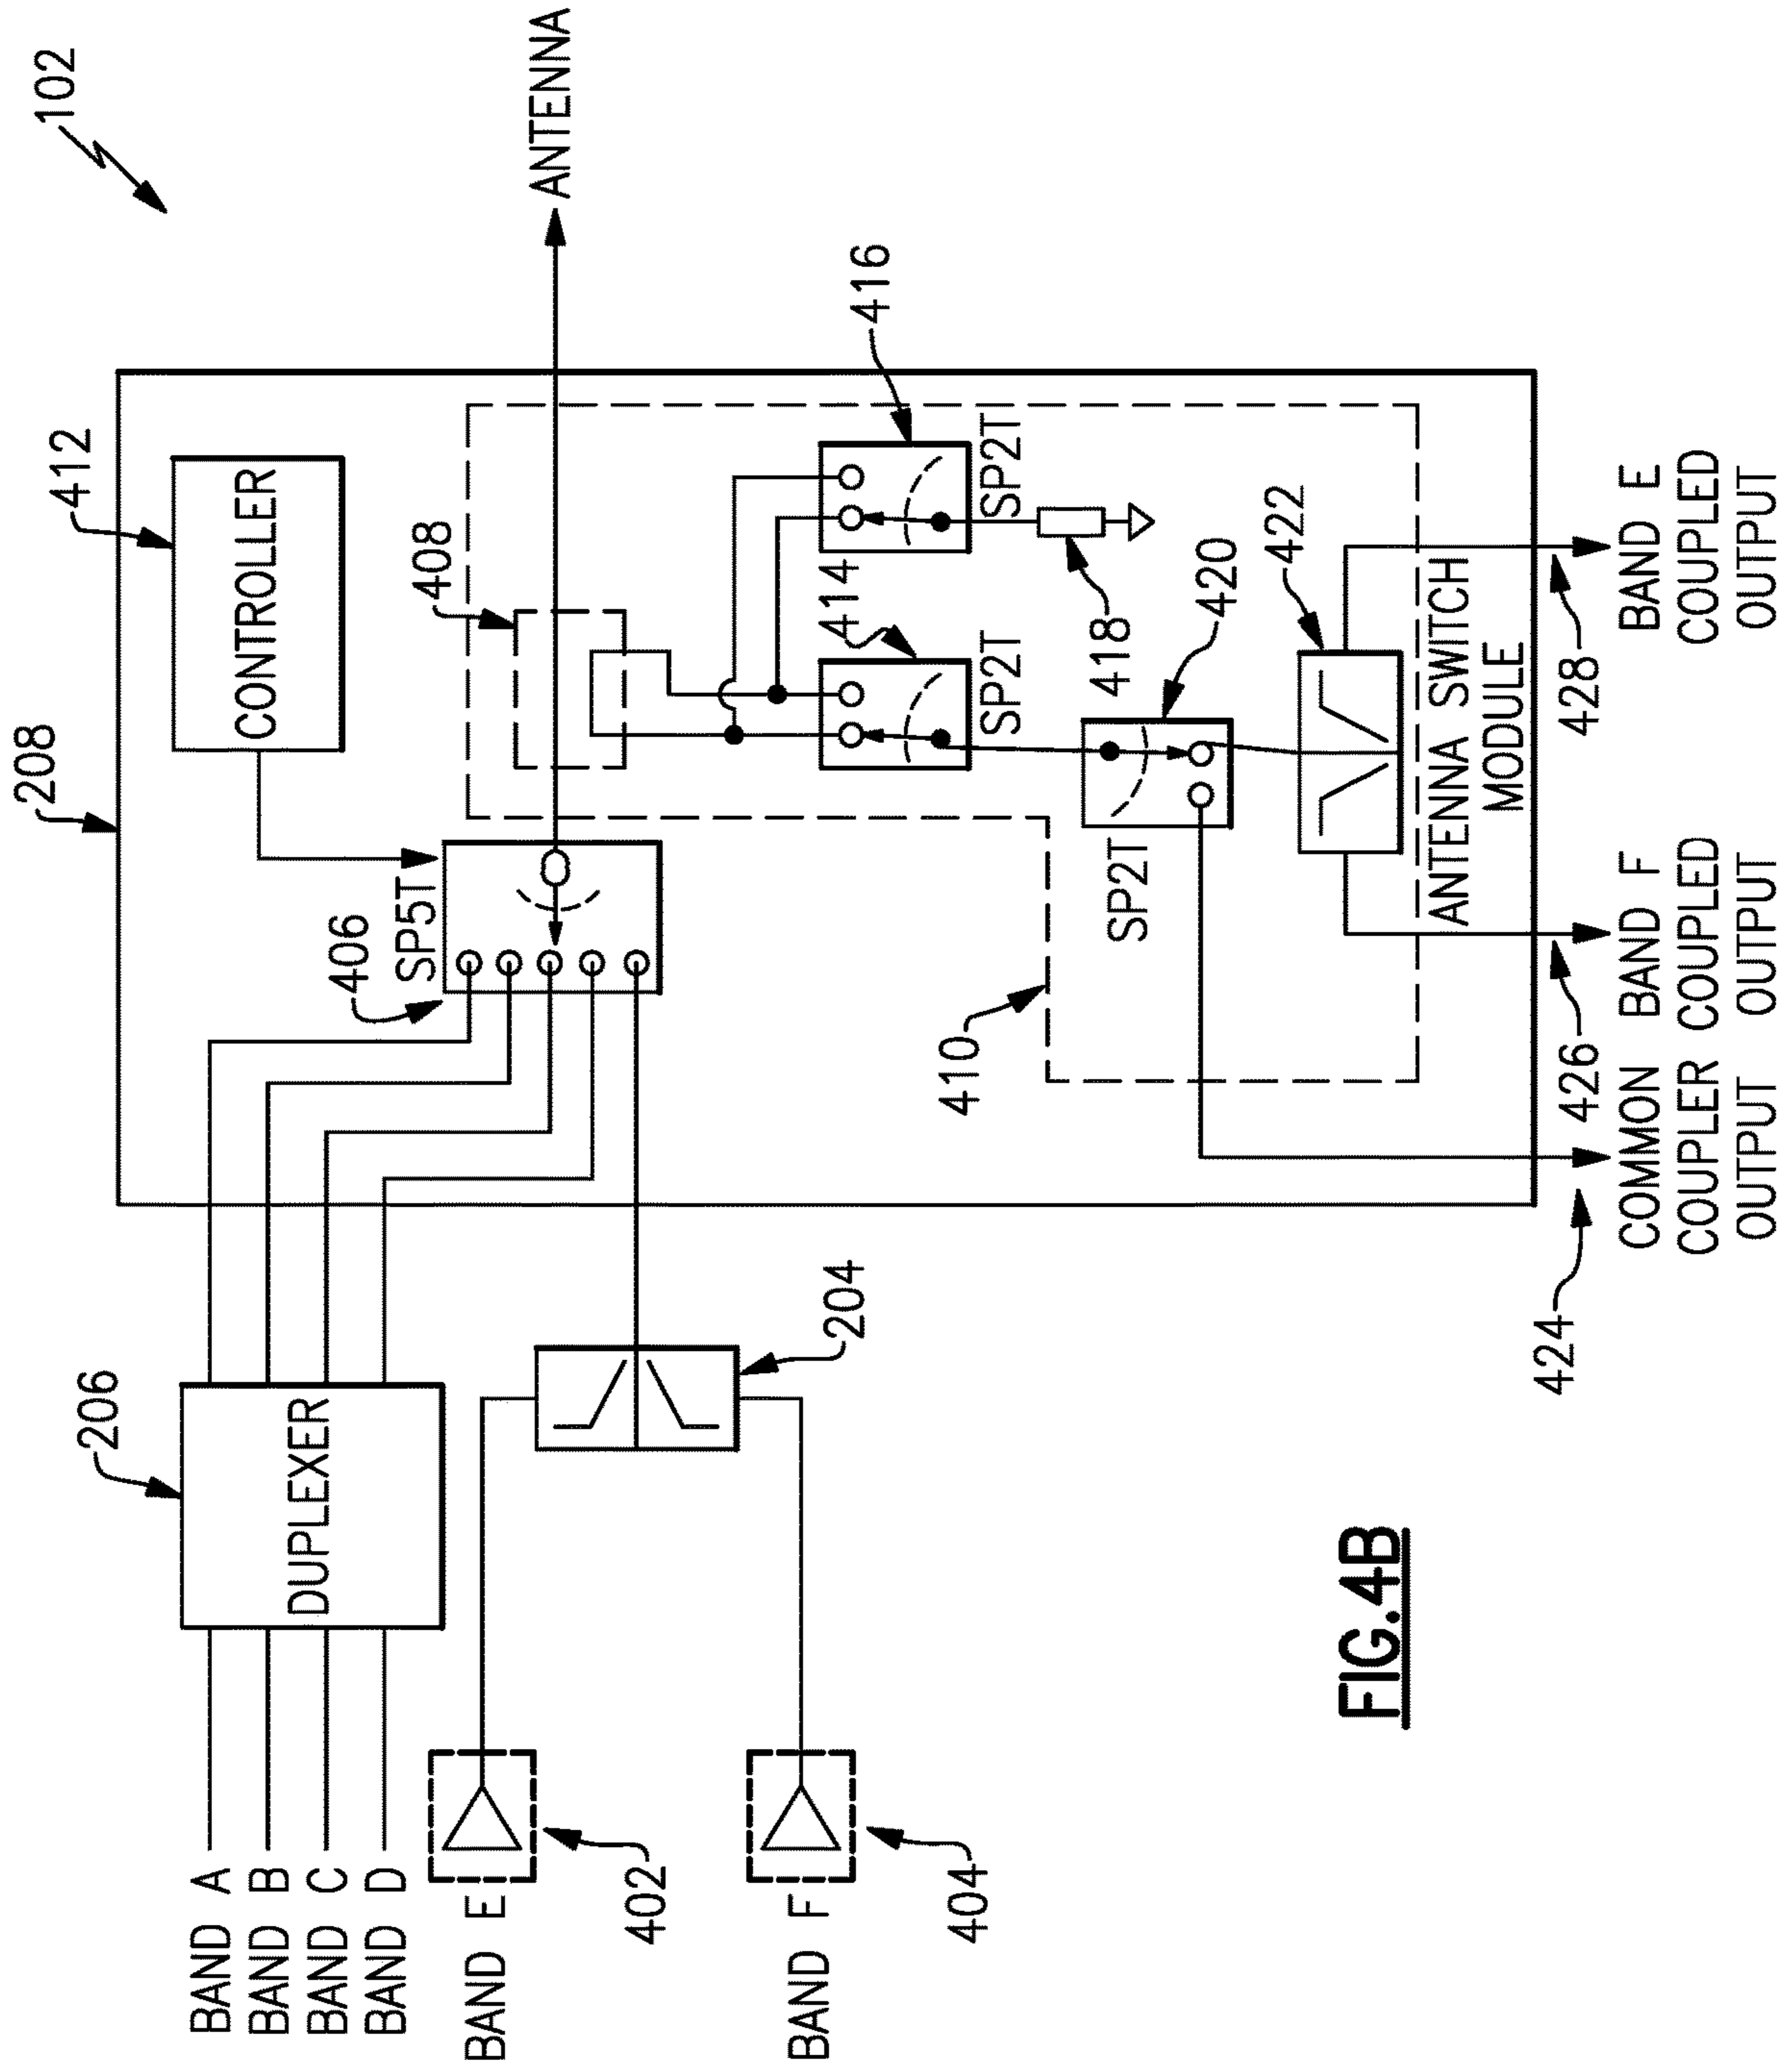 102
208
412
CONTROLLER
ANTENNA
206
DUPLEXER
406
SP5T
408
414
SP2T
416
SP2T
418
410
SP2T
420
422
ANTENNA SWITCH
MODULE
204
BAND A
BAND B
BAND C
BAND D
BAND E
402
BAND F
404
424
COMMON
COUPLER
OUTPUT
426
BAND F
COUPLED
OUTPUT
428
BAND E
COUPLED
OUTPUT
FIG.4B